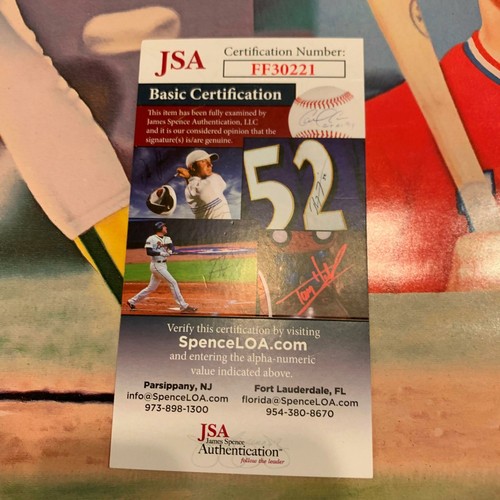 JSA
Certification Number:
FF30221
Basic Certification
This item has been fully examined by
James Spence Authentication, LLC
and it is our considered opinion that the
signature(s) is/are genuine.
52
Verify this certification by visiting
SpenceLOA.com
and entering the alpha-numeric
value indicated above.
Parsippany, NJ
info@SpenceLOA.com
973-898-1300
Fort Lauderdale, FL
florida@SpenceLOA.com
954-380-8670
JSA
James Spence
Authentication
follow the leader